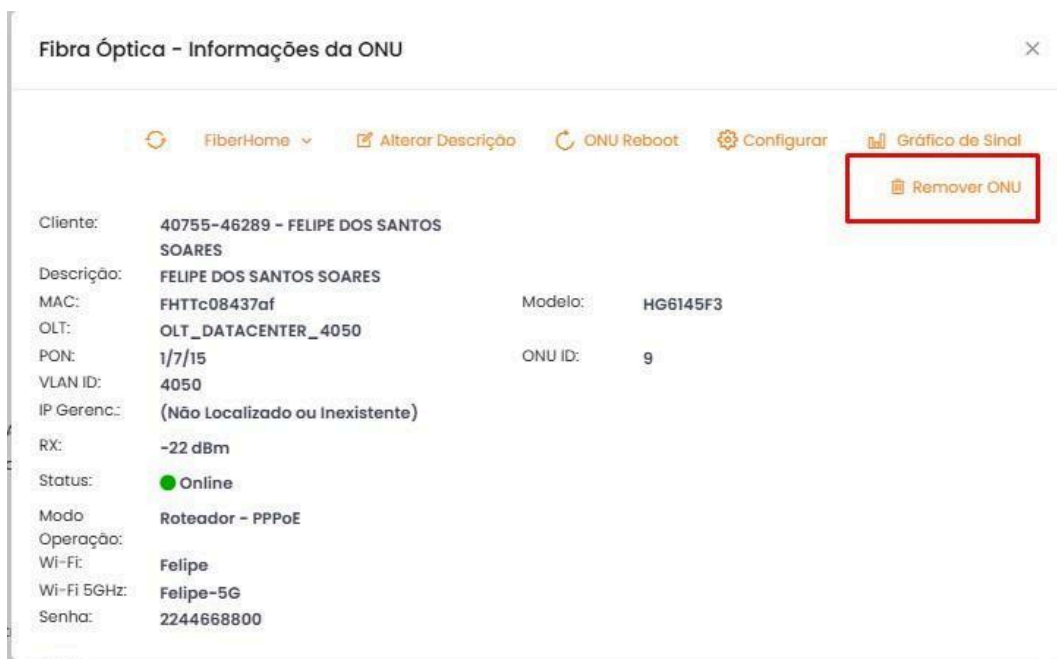 Fibra Óptica - Informações da ONU
FiberHome
Alterar Descrição
ONU Reboot
Configurar
Gráfico de Sinal
Remover ONU
Cliente: 40755-46289 - FELIPE DOS SANTOS
SOARES
Descrição: FELIPE DOS SANTOS SOARES
MAC: FHTTc08437af Modelo: HG6145F3
OLT: OLT_DATACENTER_4050
PON: 1/7/15 ONU ID: 9
VLAN ID: 4050
IP Gerenc.: (Não Localizado ou Inexistente)
RX: -22 dBm
Status: Online
Modo Roteador - PPPoE
Operação:
Wi-Fi: Felipe
Wi-Fi 5GHz: Felipe-5G
Senha: 2244668800